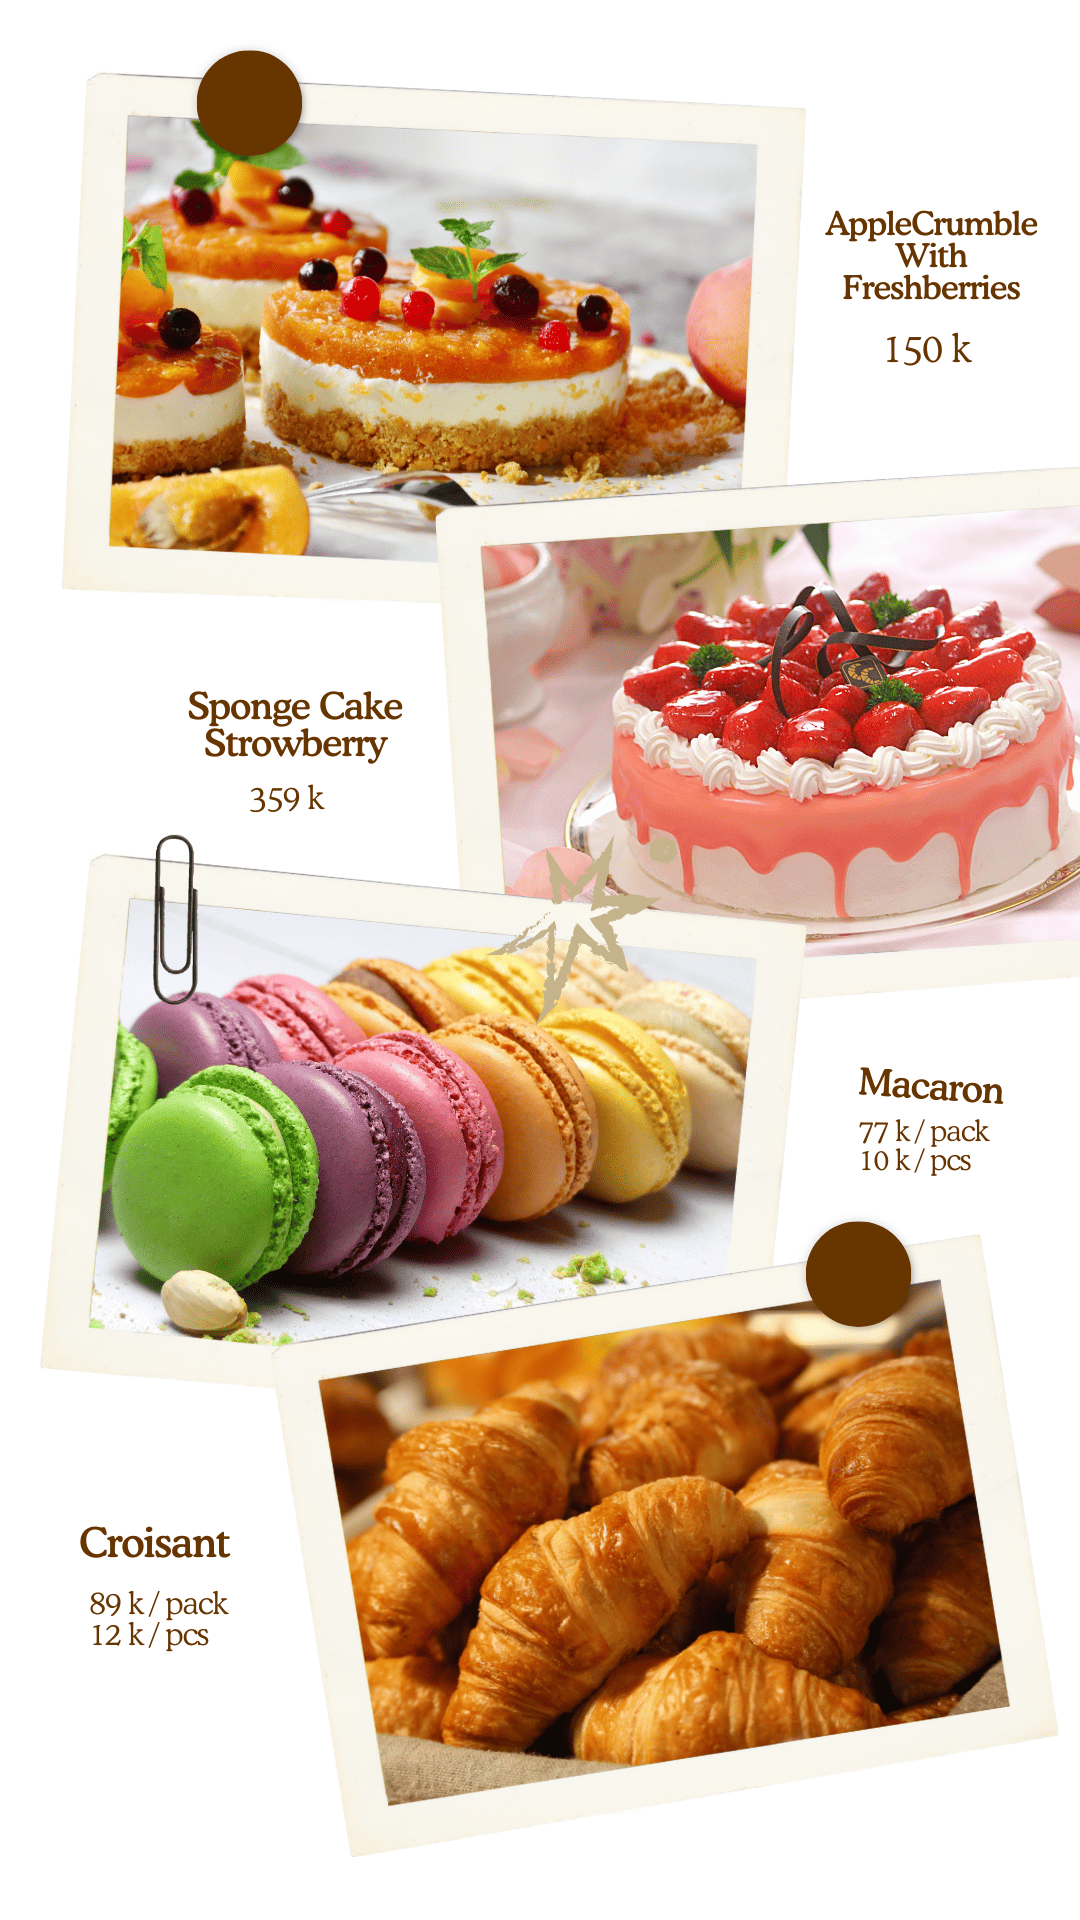 AppleCrumble
With
Freshberries
150 k
Sponge Cake
Strowberry
359 k
Macaron
77 k / pack
10 k / pcs
Croisant
89 k / pack
12 k / pcs